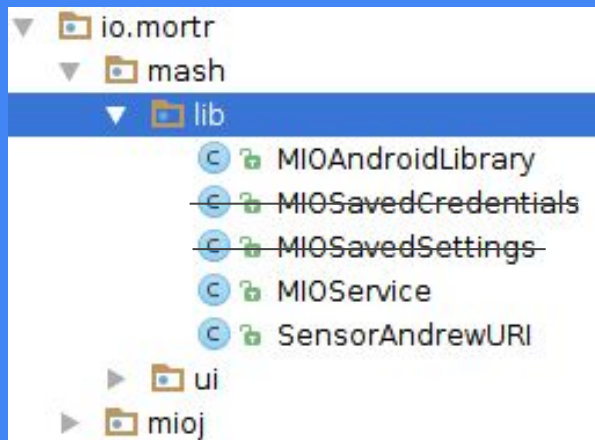 io.mortr
mash
lib
MIOAndroidLibrary
MIOSavedCredentials
MIOSavedSettings
MIOService
SensorAndrewURI
ui
mioj